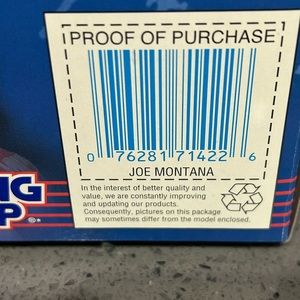 PROOF OF PURCHASE
0 76281 71422 6
JOE MONTANA
In the interest of better quality and
value, we are constantly improving
and updating our products.
Consequently, pictures on this package
may sometimes differ from the model enclosed.
NG
P®